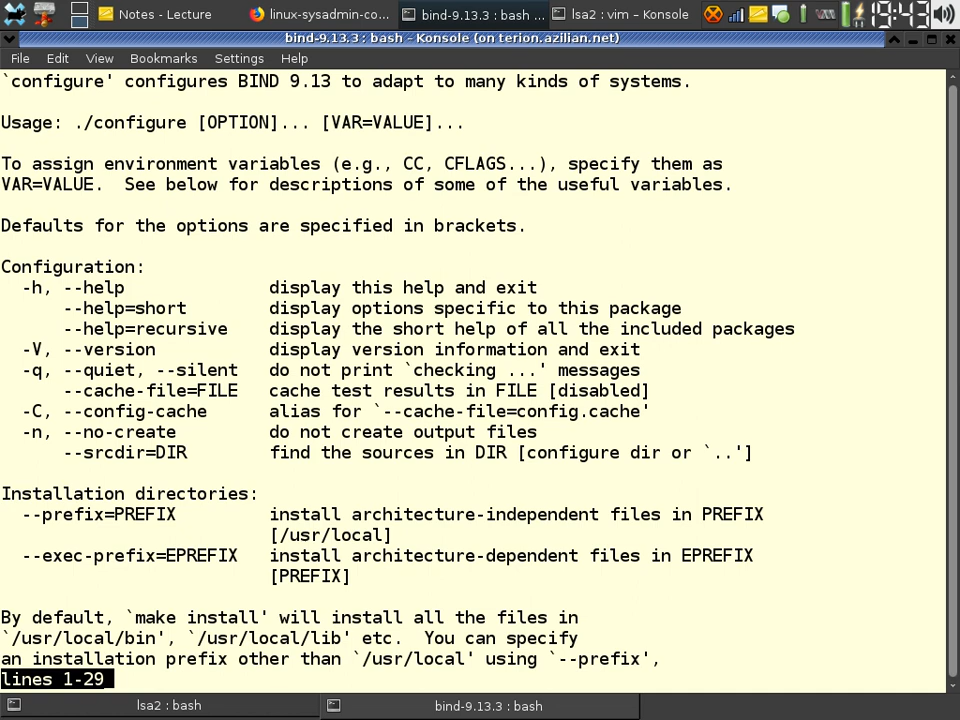 Notes - Lecture
linux-sysadmin-co...
bind-9.13.3 : bash ...
lsa2 : vim – Konsole
19:43
bind-9.13.3 : bash – Konsole (on terion.azilian.net)
File Edit View Bookmarks Settings Help
`configure' configures BIND 9.13 to adapt to many kinds of systems.
Usage: ./configure [OPTION]... [VAR=VALUE]...
To assign environment variables (e.g., CC, CFLAGS...), specify them as
VAR=VALUE.  See below for descriptions of some of the useful variables.
Defaults for the options are specified in brackets.
Configuration:
-h, --help display this help and exit
--help=short display options specific to this package
--help=recursive display the short help of all the included packages
-V, --version display version information and exit
-q, --quiet, --silent do not print `checking ...' messages
--cache-file=FILE cache test results in FILE [disabled]
-C, --config-cache alias for `--cache-file=config.cache'
-n, --no-create do not create output files
--srcdir=DIR find the sources in DIR [configure dir or `..']
Installation directories:
--prefix=PREFIX install architecture-independent files in PREFIX
[/usr/local]
--exec-prefix=EPREFIX install architecture-dependent files in EPREFIX
[PREFIX]
By default, `make install' will install all the files in
`/usr/local/bin', `/usr/local/lib' etc.  You can specify
an installation prefix other than `/usr/local' using `--prefix',
lines 1-29
lsa2 : bash
bind-9.13.3 : bash